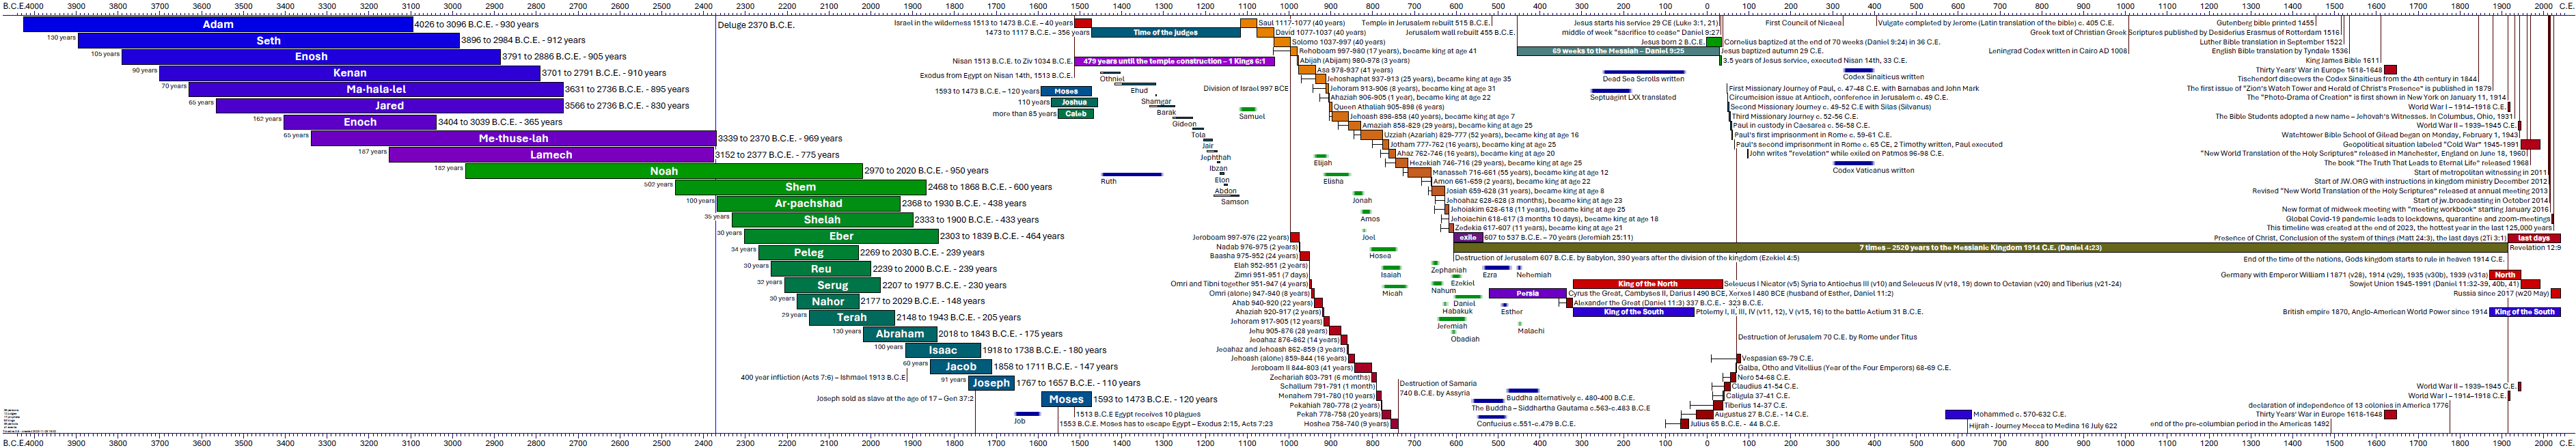 B.C.E.4000 3900 3800 3700 3600 3500 3400 3300 3200 3100 3000 2900 2800 2700 2600 2500 2400 2300 2200 2100 2000 1900 1800 1700 1600 1500 1400 1300 1200 1100 1000 900 800 700 600 500 400 300 200 100 0 100 200 300 400 500 600 700 800 900 1000 1100 1200 1300 1400 1500 1600 1700 1800 1900 2000 C.E.
Adam 4026 to 3096 B.C.E. - 930 years
Deluge 2370 B.C.E.
130 years Seth 3896 to 2984 B.C.E. - 912 years
105 years Enosh 3791 to 2886 B.C.E. - 905 years
90 years Kenan 3701 to 2791 B.C.E. - 910 years
70 years Ma·hala·lel 3631 to 2736 B.C.E. - 895 years
65 years Jared 3566 to 2736 B.C.E. - 830 years
162 years Enoch 3404 to 3039 B.C.E. - 365 years
65 years Me·thuse·lah 3339 to 2370 B.C.E. - 969 years
187 years Lamech 3152 to 2377 B.C.E. - 775 years
182 years Noah 2970 to 2020 B.C.E. - 950 years
502 years Shem 2468 to 1868 B.C.E. - 600 years
100 years Ar·pachshad 2368 to 1930 B.C.E. - 438 years
35 years Shelah 2333 to 1900 B.C.E. - 433 years
30 years Eber 2303 to 1839 B.C.E. - 464 years
34 years Peleg 2269 to 2030 B.C.E. - 239 years
30 years Reu 2239 to 2000 B.C.E. - 239 years
32 years Serug 2207 to 1977 B.C.E. - 230 years
30 years Nahor 2177 to 2029 B.C.E. - 148 years
29 years Terah 2148 to 1943 B.C.E. - 205 years
130 years Abraham 2018 to 1843 B.C.E. - 175 years
100 years Isaac 1918 to 1738 B.C.E. - 180 years
60 years Jacob 1858 to 1711 B.C.E. - 147 years
400 year infliction (Acts 7:6) – Ishmael 1913 B.C.E
91 years Joseph 1767 to 1657 B.C.E. - 110 years
Joseph sold as slave at the age of 17 – Gen 37:2
Moses 1593 to 1473 B.C.E. - 120 years
Job
1513 B.C.E Egypt receives 10 plagues
1553 B.C.E. Moses has to escape Egypt – Exodus 2:15, Acts 7:23
Israel in the wilderness 1513 to 1473 B.C.E. – 40 years
1473 to 1117 B.C.E. – 356 years Time of the judges
Nisan 1513 B.C.E. to Ziv 1034 B.C.E. 479 years until the temple construction – 1 Kings 6:1
Exodus from Egypt on Nisan 14th, 1513 B.C.E.
1593 to 1473 B.C.E. – 120 years Moses
110 years Joshua
more than 85 years Caleb
Othniel
Ehud
Shamgar
Barak
Gideon
Tola
Jair
Jephthah
Ibzan
Elon
Abdon
Samson
Ruth
Samuel
Division of Israel 997 BCE
Saul 1117-1077 (40 years)
David 1077-1037 (40 years)
Solomo 1037-997 (40 years)
Rehoboam 997-980 (17 years), became king at age 41
Abijah (Abijam) 980-978 (3 years)
Asa 978-937 (41 years)
Jehoshaphat 937-913 (25 years), became king at age 35
Jehoram 913-906 (8 years), became king at age 31
Ahaziah 906-905 (1 year), became king at age 22
Queen Athaliah 905-898 (6 years)
Jehoash 898-858 (40 years), became king at age 7
Amaziah 858-829 (29 years), became king at age 25
Uzziah (Azariah) 829-777 (52 years), became king at age 16
Jotham 777-762 (16 years), became king at age 25
Ahaz 762-746 (16 years), became king at age 20
Hezekiah 746-716 (29 years), became king at age 25
Manasseh 716-661 (55 years), became king at age 12
Amon 661-659 (2 years), became king at age 22
Josiah 659-628 (31 years), became king at age 8
Jehoahaz 628-628 (3 months), became king at age 23
Jehoiakim 628-618 (11 years), became king at age 25
Jehoiachin 618-617 (3 months 10 days), became king at age 18
Zedekia 617-607 (11 years), became king at age 21
exile 607 to 537 B.C.E. – 70 years (Jeremiah 25:11)
7 times – 2520 years to the Messianic Kingdom 1914 C.E. (Daniel 4:23)
Destruction of Jerusalem 607 B.C.E. by Babylon, 390 years after the division of the kingdom (Ezekiel 4:5)
Jeroboam 997-976 (22 years)
Nadab 976-975 (2 years)
Baasha 975-952 (24 years)
Elah 952-951 (2 years)
Zimri 951-951 (7 days)
Omri and Tibni together 951-947 (4 years)
Omri (alone) 947-940 (8 years)
Ahab 940-920 (22 years)
Ahaziah 920-917 (2 years)
Jehoram 917-905 (12 years)
Jehu 905-876 (28 years)
Jeoahaz 876-862 (14 years)
Jeoahaz and Jehoash 862-859 (3 years)
Jehoash (alone) 859-844 (16 years)
Jeroboam II 844-803 (41 years)
Zechariah 803-791 (6 months)
Schallum 791-791 (1 month)
Menahem 791-780 (10 years)
Pekahiah 780-778 (2 years)
Pekah 778-758 (20 years)
Hoshea 758-740 (9 years)
Destruction of Samaria
740 B.C.E. by Assyria
Elijah
Elisha
Jonah
Amos
Joel
Hosea
Isaiah
Micah
Zephaniah
Ezekiel
Nahum
Daniel
Habakuk
Jeremiah
Obadiah
Ezra
Nehemiah
Esther
Malachi
King of the North Seleucus I Nicator (v5) Syria to Antiochus III (v10) and Seleucus IV (v18, 19) down to Octavian (v20) and Tiberius (v21-24)
Persia Cyrus the Great, Cambyses II, Darius I 490 BCE, Xerxes I 480 BCE (husband of Esther, Daniel 11:2)
Alexander the Great (Daniel 11:3) 337 B.C.E. - 323 B.C.E.
King of the South Ptolemy I, II, III, IV (v11, 12), V (v15, 16) to the battle Actium 31 B.C.E.
Buddha alternatively c. 480-400 B.C.E.
The Buddha – Siddhartha Gautama c.563-c.483 B.C.E
Confucius c.551-c.479 B.C.E.
Temple in Jerusalem rebuilt 515 B.C.E.
Jerusalem wall rebuilt 455 B.C.E.
Jesus starts his service 29 CE (Luke 3:1, 21)
middle of week "sacrifice to cease" Daniel 9:27
Jesus born 2 B.C.E.
Cornelius baptized at the end of 70 weeks (Daniel 9:24) in 36 C.E.
69 weeks to the Messiah – Daniel 9:25 Jesus baptized autumn 29 C.E.
3.5 years of Jesus service, executed Nisan 14th, 33 C.E.
Dead Sea Scrolls written
Septuagint LXX translated
First Missionary Journey of Paul, c. 47-48 C.E. with Barnabas and John Mark
Circumcision issue at Antioch, conference in Jerusalem c. 49 C.E.
Second Missionary Journey c. 49-52 C.E with Silas (Silvanus)
Third Missionary Journey c. 52-56 C.E.
Paul in custody in Caesarea c. 56-58 C.E.
Paul's first imprisonment in Rome c. 59-61 C.E.
Paul's second imprisonment in Rome c. 65 CE, 2 Timothy written, Paul executed
John writes "revelation" while exiled on Patmos 96-98 C.E.
First Council of Nicaea
Vulgate completed by Jerome (Latin translation of the bible) c. 405 C.E.
Leningrad Codex written in Cairo AD 1008
Codex Sinaiticus written
Codex Vaticanus written
Destruction of Jerusalem 70 C.E. by Rome under Titus
Vespasian 69-79 C.E.
Galba, Otho and Vitellius (Year of the Four Emperors) 68-69 C.E.
Nero 54-68 C.E.
Claudius 41-54 C.E.
Caligula 37-41 C.E.
Tiberius 14-37 C.E.
Augustus 27 B.C.E. - 14 C.E.
Julius 65 B.C.E. - 44 B.C.E.
Mohammed c. 570-632 C.E.
Hijrah - Journey Mecca to Medina 16 July 622
Gutenberg bible printed 1455
Greek text of Christian Greek Scriptures published by Desiderius Erasmus of Rotterdam 1516
Luther Bible translation in September 1522
English Bible translation by Tyndale 1536
King James Bible 1611
Thirty Years' War in Europe 1618-1648
Tischendorf discovers the Codex Sinaiticus from the 4th century in 1844
The first issue of "Zion's Watch Tower and Herald of Christ's Presence" is published in 1879
The "Photo-Drama of Creation" is first shown in New York on January 11, 1914
World War I – 1914–1918 C.E.
The Bible Students adopted a new name – Jehovah's Witnesses. In Columbus, Ohio, 1931
World War II – 1939–1945 C.E.
Watchtower Bible School of Gilead began on Monday, February 1, 1943
Geopolitical situation labeled "Cold War" 1945-1991
"New World Translation of the Holy Scriptures" released in Manchester, England on June 18, 1960
The book "The Truth That Leads to Eternal Life" released 1968
Start of metropolitan witnessing in 2011
Start of JW.ORG with instructions in kingdom ministry December 2012
Revised "New World Translation of the Holy Scriptures" released at annual meeting 2013
Start of jw.broadcasting in October 2014
New format of midweek meeting with "meeting workbook" starting January 2016
Global Covid-19 pandemic leads to lockdowns, quarantine and zoom-meetings
This timeline was created at the end of 2023, the hottest year in the last 125,000 years
Presence of Christ, Conclusion of the system of things (Matt 24:3), the last days (2Ti 3:1) last days
Revelation 12:9
End of the time of the nations, Gods kingdom starts to rule in heaven 1914 C.E.
Germany with Emperor William I 1871 (v28), 1914 (v29), 1935 (v30b), 1939 (v31a) North
Sowjet Union 1945-1991 (Daniel 11:32-39, 40b, 41)
Russia since 2017 (w20 May)
British empire 1870, Anglo-American World Power since 1914 King of the South
World War II – 1939–1945 C.E.
World War I – 1914–1918 C.E.
declaration of independence of 13 colonies in America 1776
Thirty Years' War in Europe 1618-1648
end of the pre-columbian period in the Americas 1492
B.C.E.4000 3900 3800 3700 3600 3500 3400 3300 3200 3100 3000 2900 2800 2700 2600 2500 2400 2300 2200 2100 2000 1900 1800 1700 1600 1500 1400 1300 1200 1100 1000 900 800 700 600 500 400 300 200 100 0 100 200 300 400 500 600 700 800 900 1000 1100 1200 1300 1400 1500 1600 1700 1800 1900 2000 C.E.